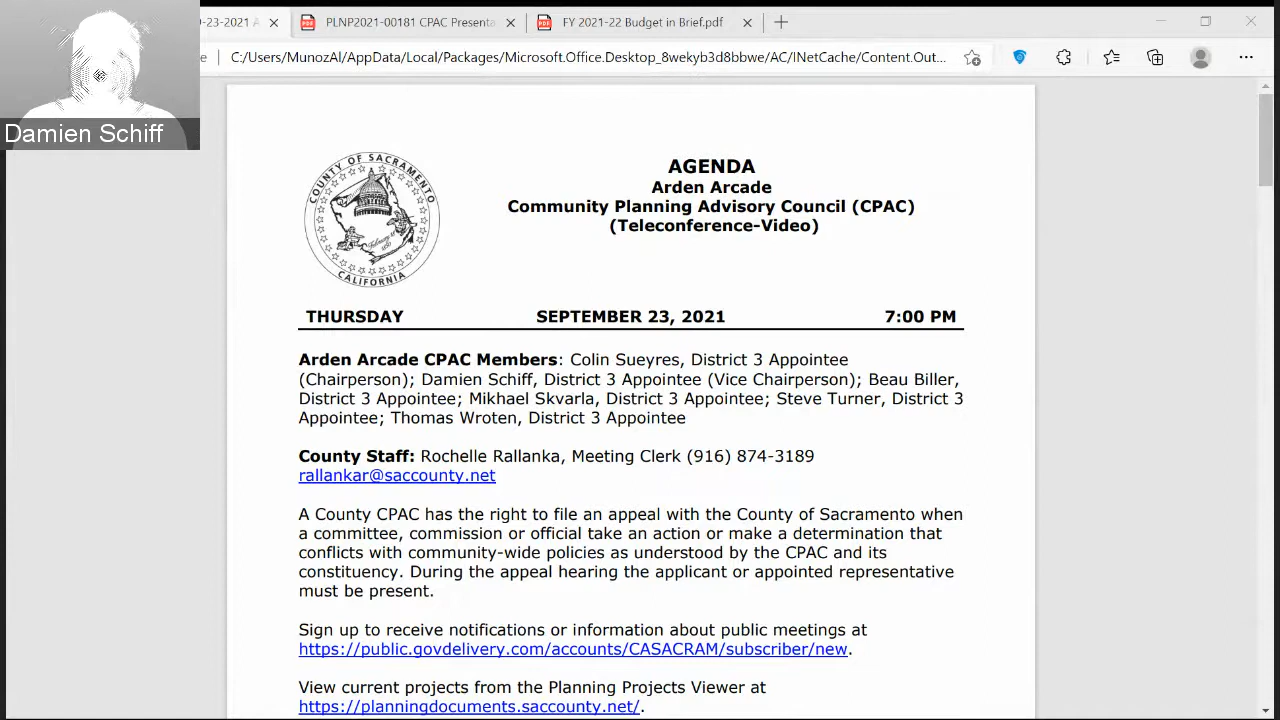 0-23-2021 A
PLNP2021-00181 CPAC Presenta
FY 2021-22 Budget in Brief.pdf
C:/Users/MunozAl/AppData/Local/Packages/Microsoft.Office.Desktop_8wekyb3d8bbwe/AC/INetCache/Content.Out...
Damien Schiff
COUNTY OF SACRAMENTO
CALIFORNIA
AGENDA
Arden Arcade
Community Planning Advisory Council (CPAC)
(Teleconference-Video)
THURSDAY SEPTEMBER 23, 2021 7:00 PM
Arden Arcade CPAC Members: Colin Sueyres, District 3 Appointee
(Chairperson); Damien Schiff, District 3 Appointee (Vice Chairperson); Beau Biller,
District 3 Appointee; Mikhael Skvarla, District 3 Appointee; Steve Turner, District 3
Appointee; Thomas Wroten, District 3 Appointee
County Staff: Rochelle Rallanka, Meeting Clerk (916) 874-3189
rallankar@saccounty.net
A County CPAC has the right to file an appeal with the County of Sacramento when
a committee, commission or official take an action or make a determination that
conflicts with community-wide policies as understood by the CPAC and its
constituency. During the appeal hearing the applicant or appointed representative
must be present.
Sign up to receive notifications or information about public meetings at
https://public.govdelivery.com/accounts/CASACRAM/subscriber/new.
View current projects from the Planning Projects Viewer at
https://planningdocuments.saccounty.net/.